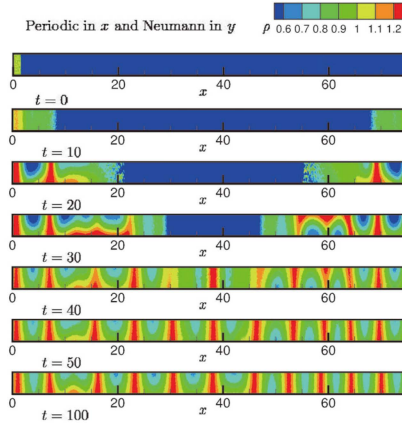 Periodic in x and Neumann in y
ρ 0.6 0.7 0.8 0.9 1 1.1 1.2
0 20 40 60
x
t = 0
0 20 40 60
x
t = 10
0 20 40 60
x
t = 20
0 20 40 60
x
t = 30
0 20 40 60
x
t = 40
0 20 40 60
x
t = 50
0 20 40 60
x
t = 100